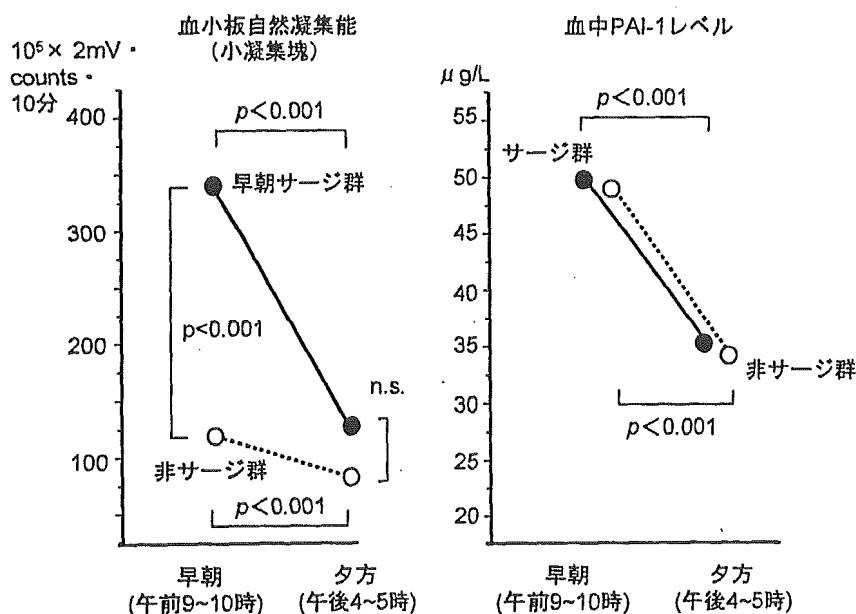 血小板自然凝集能
(小凝集塊)
10⁵× 2mV・
counts・
10分
400
300
200
100
p<0.001
早朝サージ群
p<0.001
n.s.
非サージ群
p<0.001
早朝
(午前9~10時)
夕方
(午後4~5時)
血中PAI-1レベル
μg/L
55
50
45
40
35
30
25
20
p<0.001
サージ群
非サージ群
p<0.001
早朝
(午前9~10時)
夕方
(午後4~5時)